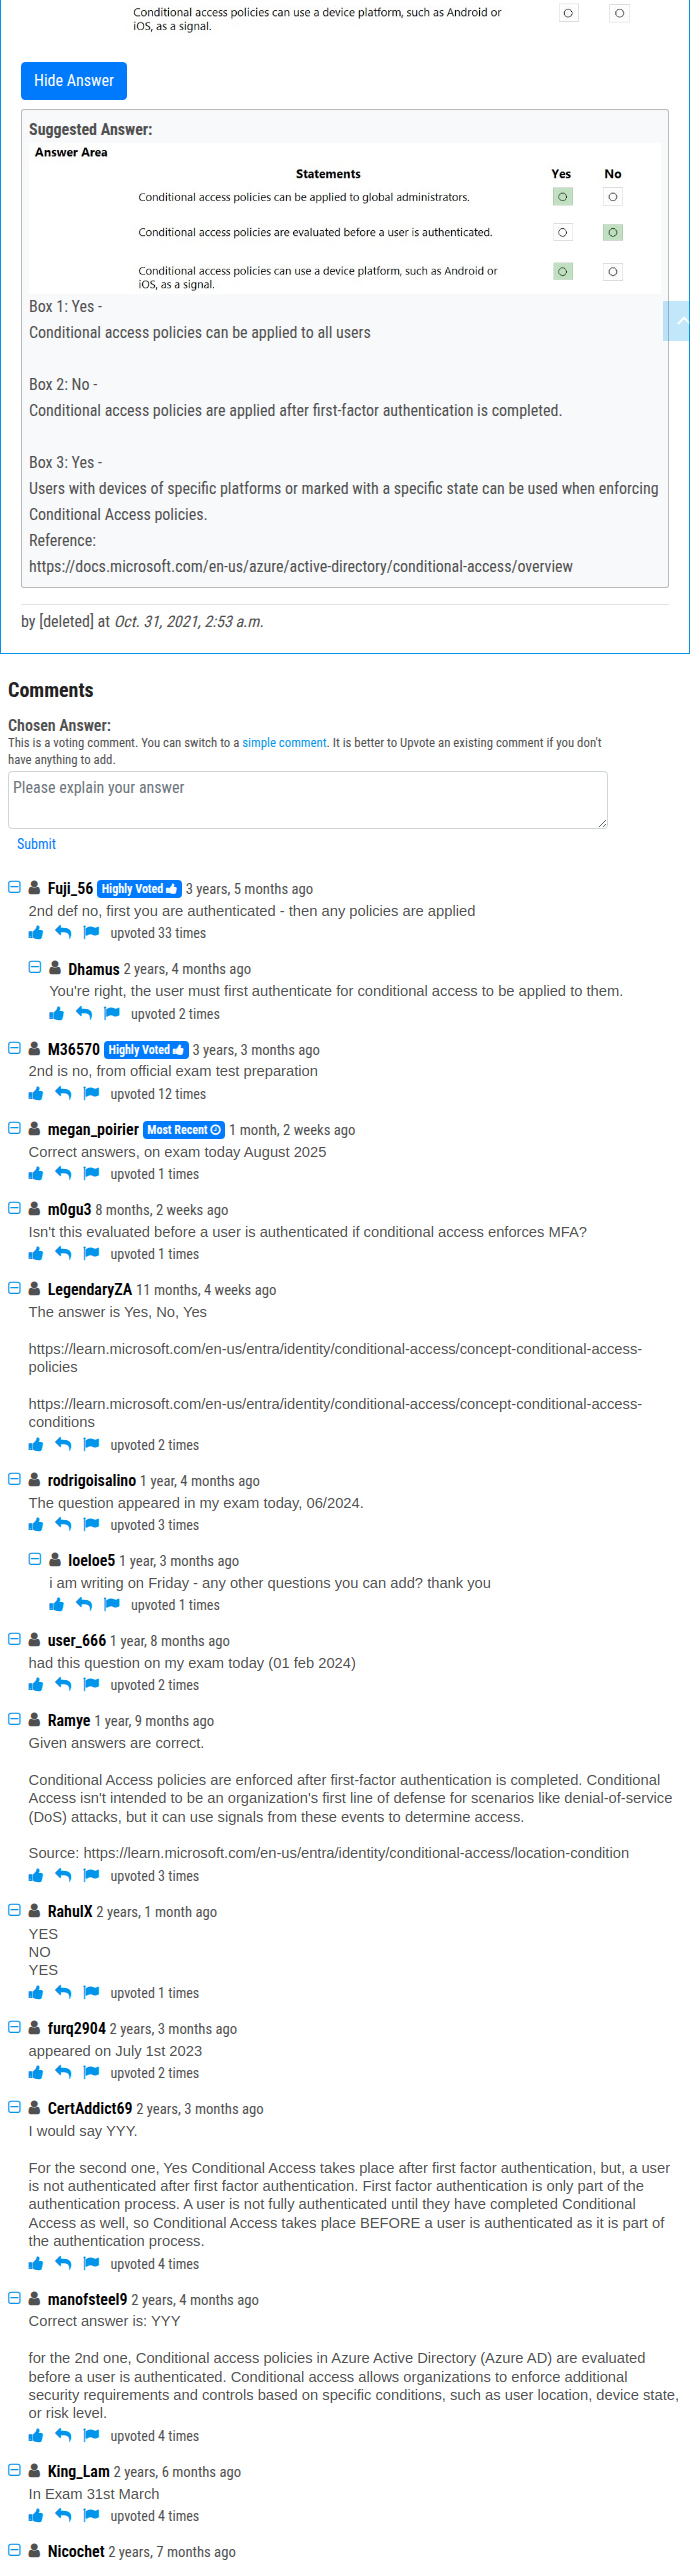 Conditional access policies can use a device platform, such as Android or
iOS, as a signal.
Hide Answer
Suggested Answer:
Answer Area
Statements Yes No
Conditional access policies can be applied to global administrators.
Conditional access policies are evaluated before a user is authenticated.
Conditional access policies can use a device platform, such as Android or
iOS, as a signal.
Box 1: Yes -
Conditional access policies can be applied to all users
Box 2: No -
Conditional access policies are applied after first-factor authentication is completed.
Box 3: Yes -
Users with devices of specific platforms or marked with a specific state can be used when enforcing
Conditional Access policies.
Reference:
https://docs.microsoft.com/en-us/azure/active-directory/conditional-access/overview
by [deleted] at Oct. 31, 2021, 2:53 a.m.
Comments
Chosen Answer:
This is a voting comment. You can switch to a simple comment. It is better to Upvote an existing comment if you don't
have anything to add.
Please explain your answer
Submit
Fuji_56 Highly Voted 3 years, 5 months ago
2nd def no, first you are authenticated - then any policies are applied
upvoted 33 times
Dhamus 2 years, 4 months ago
You're right, the user must first authenticate for conditional access to be applied to them.
upvoted 2 times
M36570 Highly Voted 3 years, 3 months ago
2nd is no, from official exam test preparation
upvoted 12 times
megan_poirier Most Recent 1 month, 2 weeks ago
Correct answers, on exam today August 2025
upvoted 1 times
m0gu3 8 months, 2 weeks ago
Isn't this evaluated before a user is authenticated if conditional access enforces MFA?
upvoted 1 times
LegendaryZA 11 months, 4 weeks ago
The answer is Yes, No, Yes
https://learn.microsoft.com/en-us/entra/identity/conditional-access/concept-conditional-access-
policies
https://learn.microsoft.com/en-us/entra/identity/conditional-access/concept-conditional-access-
conditions
upvoted 2 times
rodrigoisalino 1 year, 4 months ago
The question appeared in my exam today, 06/2024.
upvoted 3 times
loeloe5 1 year, 3 months ago
i am writing on Friday - any other questions you can add? thank you
upvoted 1 times
user_666 1 year, 8 months ago
had this question on my exam today (01 feb 2024)
upvoted 2 times
Ramye 1 year, 9 months ago
Given answers are correct.
Conditional Access policies are enforced after first-factor authentication is completed. Conditional
Access isn't intended to be an organization's first line of defense for scenarios like denial-of-service
(DoS) attacks, but it can use signals from these events to determine access.
Source: https://learn.microsoft.com/en-us/entra/identity/conditional-access/location-condition
upvoted 3 times
RahulX 2 years, 1 month ago
YES
NO
YES
upvoted 1 times
furq2904 2 years, 3 months ago
appeared on July 1st 2023
upvoted 2 times
CertAddict69 2 years, 3 months ago
I would say YYY.
For the second one, Yes Conditional Access takes place after first factor authentication, but, a user
is not authenticated after first factor authentication. First factor authentication is only part of the
authentication process. A user is not fully authenticated until they have completed Conditional
Access as well, so Conditional Access takes place BEFORE a user is authenticated as it is part of
the authentication process.
upvoted 4 times
manofsteel9 2 years, 4 months ago
Correct answer is: YYY
for the 2nd one, Conditional access policies in Azure Active Directory (Azure AD) are evaluated
before a user is authenticated. Conditional access allows organizations to enforce additional
security requirements and controls based on specific conditions, such as user location, device state,
or risk level.
upvoted 4 times
King_Lam 2 years, 6 months ago
In Exam 31st March
upvoted 4 times
Nicochet 2 years, 7 months ago